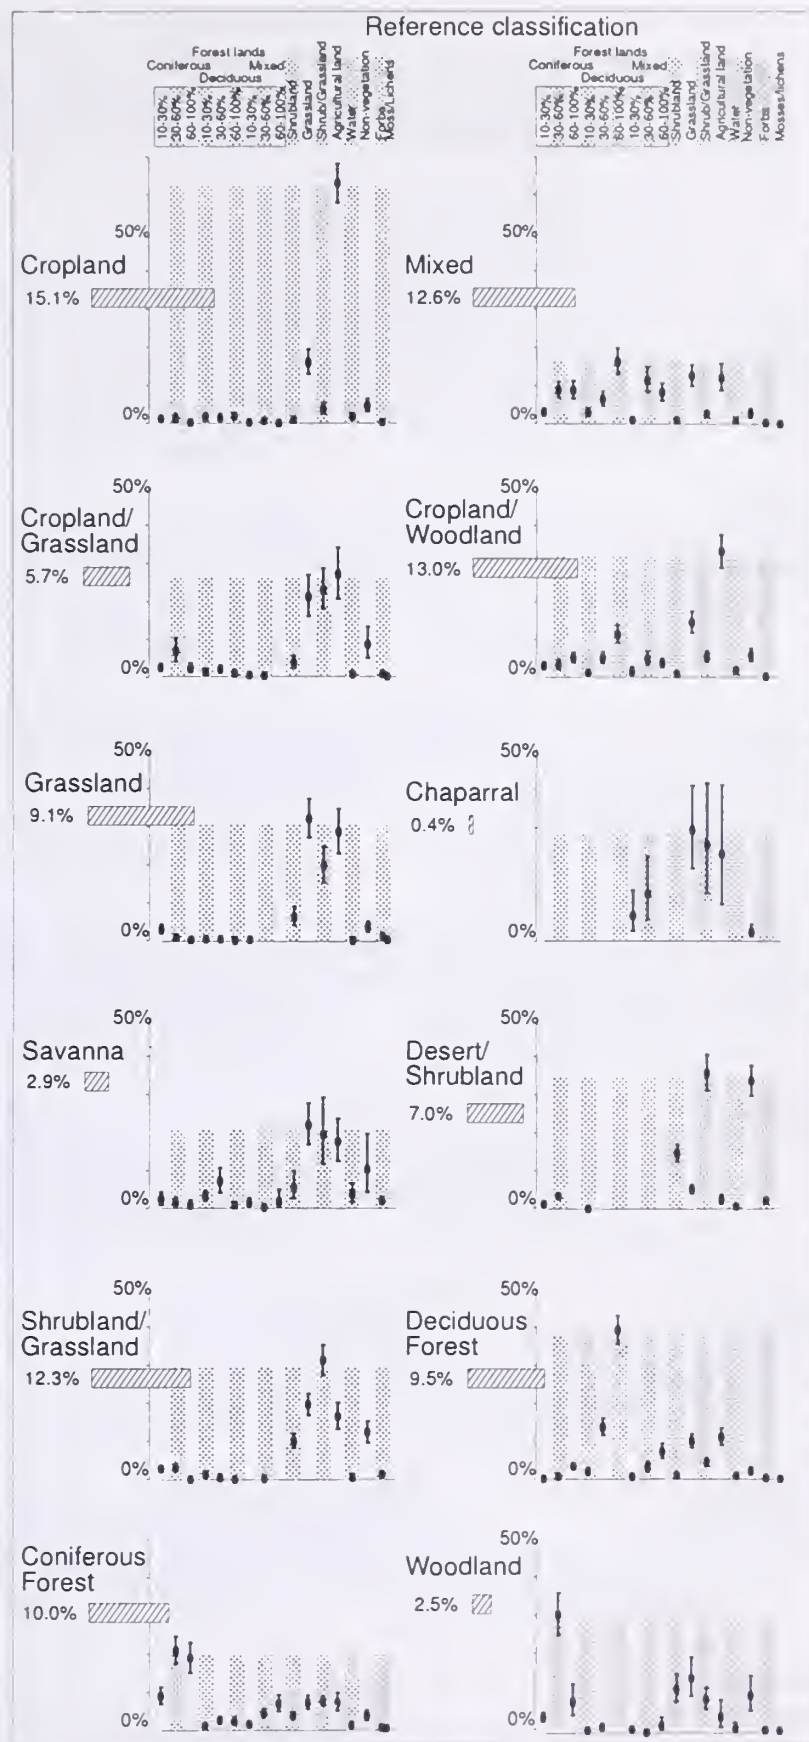 Reference classification
Forest lands
Coniferous Mixed
Deciduous
10-30%
30-60%
60-100%
10-30%
30-60%
60-100%
10-30%
30-60%
60-100%
Shrubland
Grassland
Shrub/Grassland
Agricultural land
Water
Non-vegetation
Forbs
Moss/Lichens
Forest lands
Coniferous Mixed
Deciduous
10-30%
30-60%
60-100%
10-30%
30-60%
60-100%
10-30%
30-60%
60-100%
Shrubland
Grassland
Shrub/Grassland
Agricultural land
Water
Non-vegetation
Forbs
Mosses/lichens
50%
Cropland
15.1%
0%
50%
Mixed
12.6%
0%
50%
Cropland/
Grassland
5.7%
0%
50%
Cropland/
Woodland
13.0%
0%
50%
Grassland
9.1%
0%
50%
Chaparral
0.4%
0%
50%
Savanna
2.9%
0%
50%
Desert/
Shrubland
7.0%
0%
50%
Shrubland/
Grassland
12.3%
0%
50%
Deciduous
Forest
9.5%
0%
Coniferous
Forest
10.0%
0%
50%
Woodland
2.5%
0%